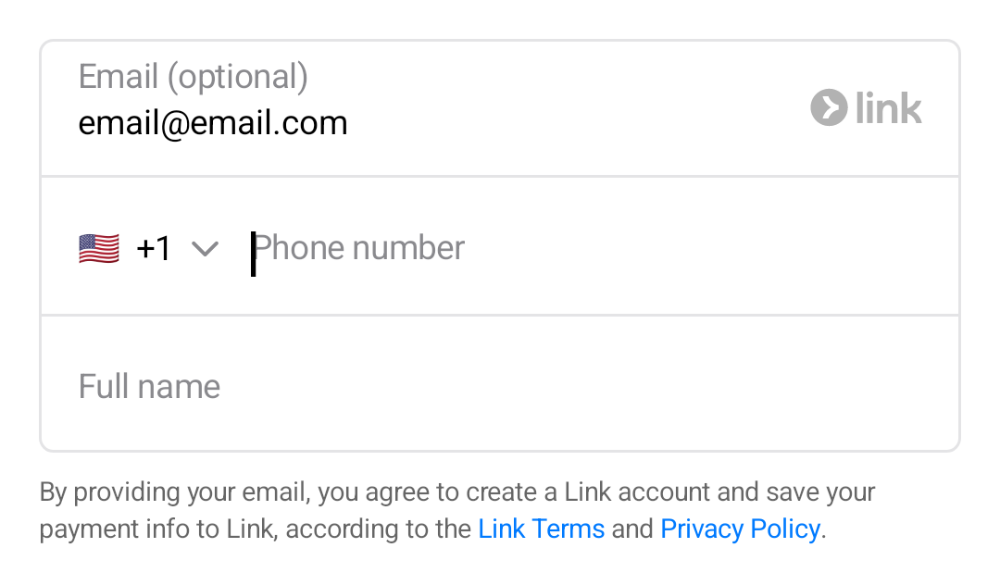 Email (optional)
email@email.com
link
+1
Phone number
Full name
By providing your email, you agree to create a Link account and save your
payment info to Link, according to the Link Terms and Privacy Policy.